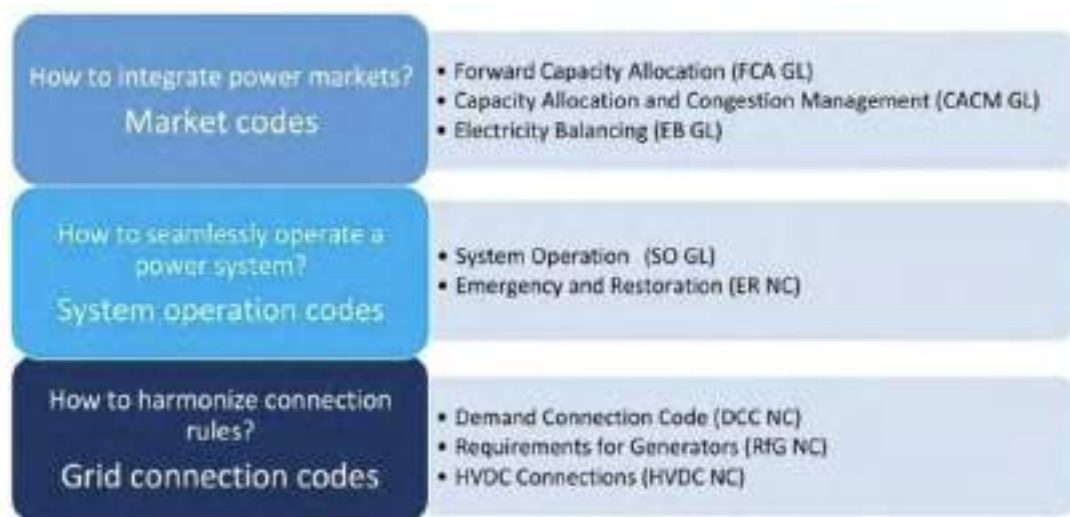 How to integrate power markets?
Market codes
• Forward Capacity Allocation (FCA GL)
• Capacity Allocation and Congestion Management (CACM GL)
• Electricity Balancing (EB GL)
How to seamlessly operate a
power system?
System operation codes
• System Operation (SO GL)
• Emergency and Restoration (ER NC)
How to harmonize connection
rules?
Grid connection codes
• Demand Connection Code (DCC NC)
• Requirements for Generators (RfG NC)
• HVDC Connections (HVDC NC)